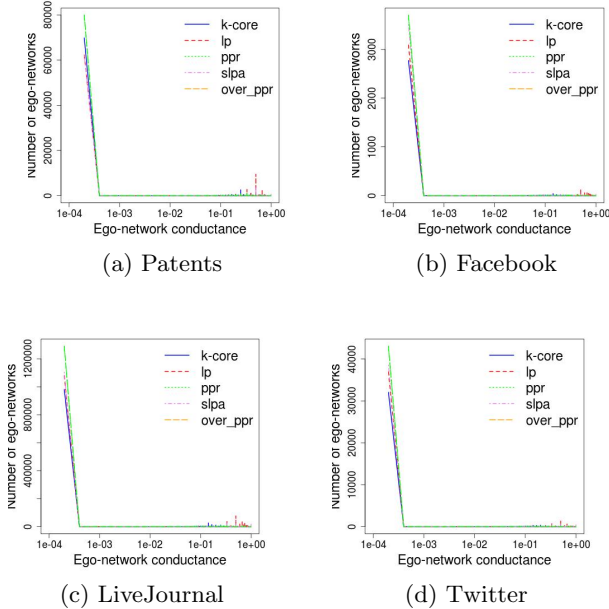 80000
60000
40000
20000
0
Number of ego-networks
k-core
lp
ppr
slpa
over_ppr
1e-04 1e-03 1e-02 1e-01 1e+00
Ego-network conductance
(a) Patents
3000
2000
1000
0
Number of ego-networks
k-core
lp
ppr
slpa
over_ppr
1e-04 1e-03 1e-02 1e-01 1e+00
Ego-network conductance
(b) Facebook
1200000
800000
400000
0
Number of ego-networks
k-core
lp
ppr
slpa
over_ppr
1e-04 1e-03 1e-02 1e-01 1e+00
Ego-network conductance
(c) LiveJournal
40000
30000
20000
10000
0
Number of ego-networks
k-core
lp
ppr
slpa
over_ppr
1e-04 1e-03 1e-02 1e-01 1e+00
Ego-network conductance
(d) Twitter